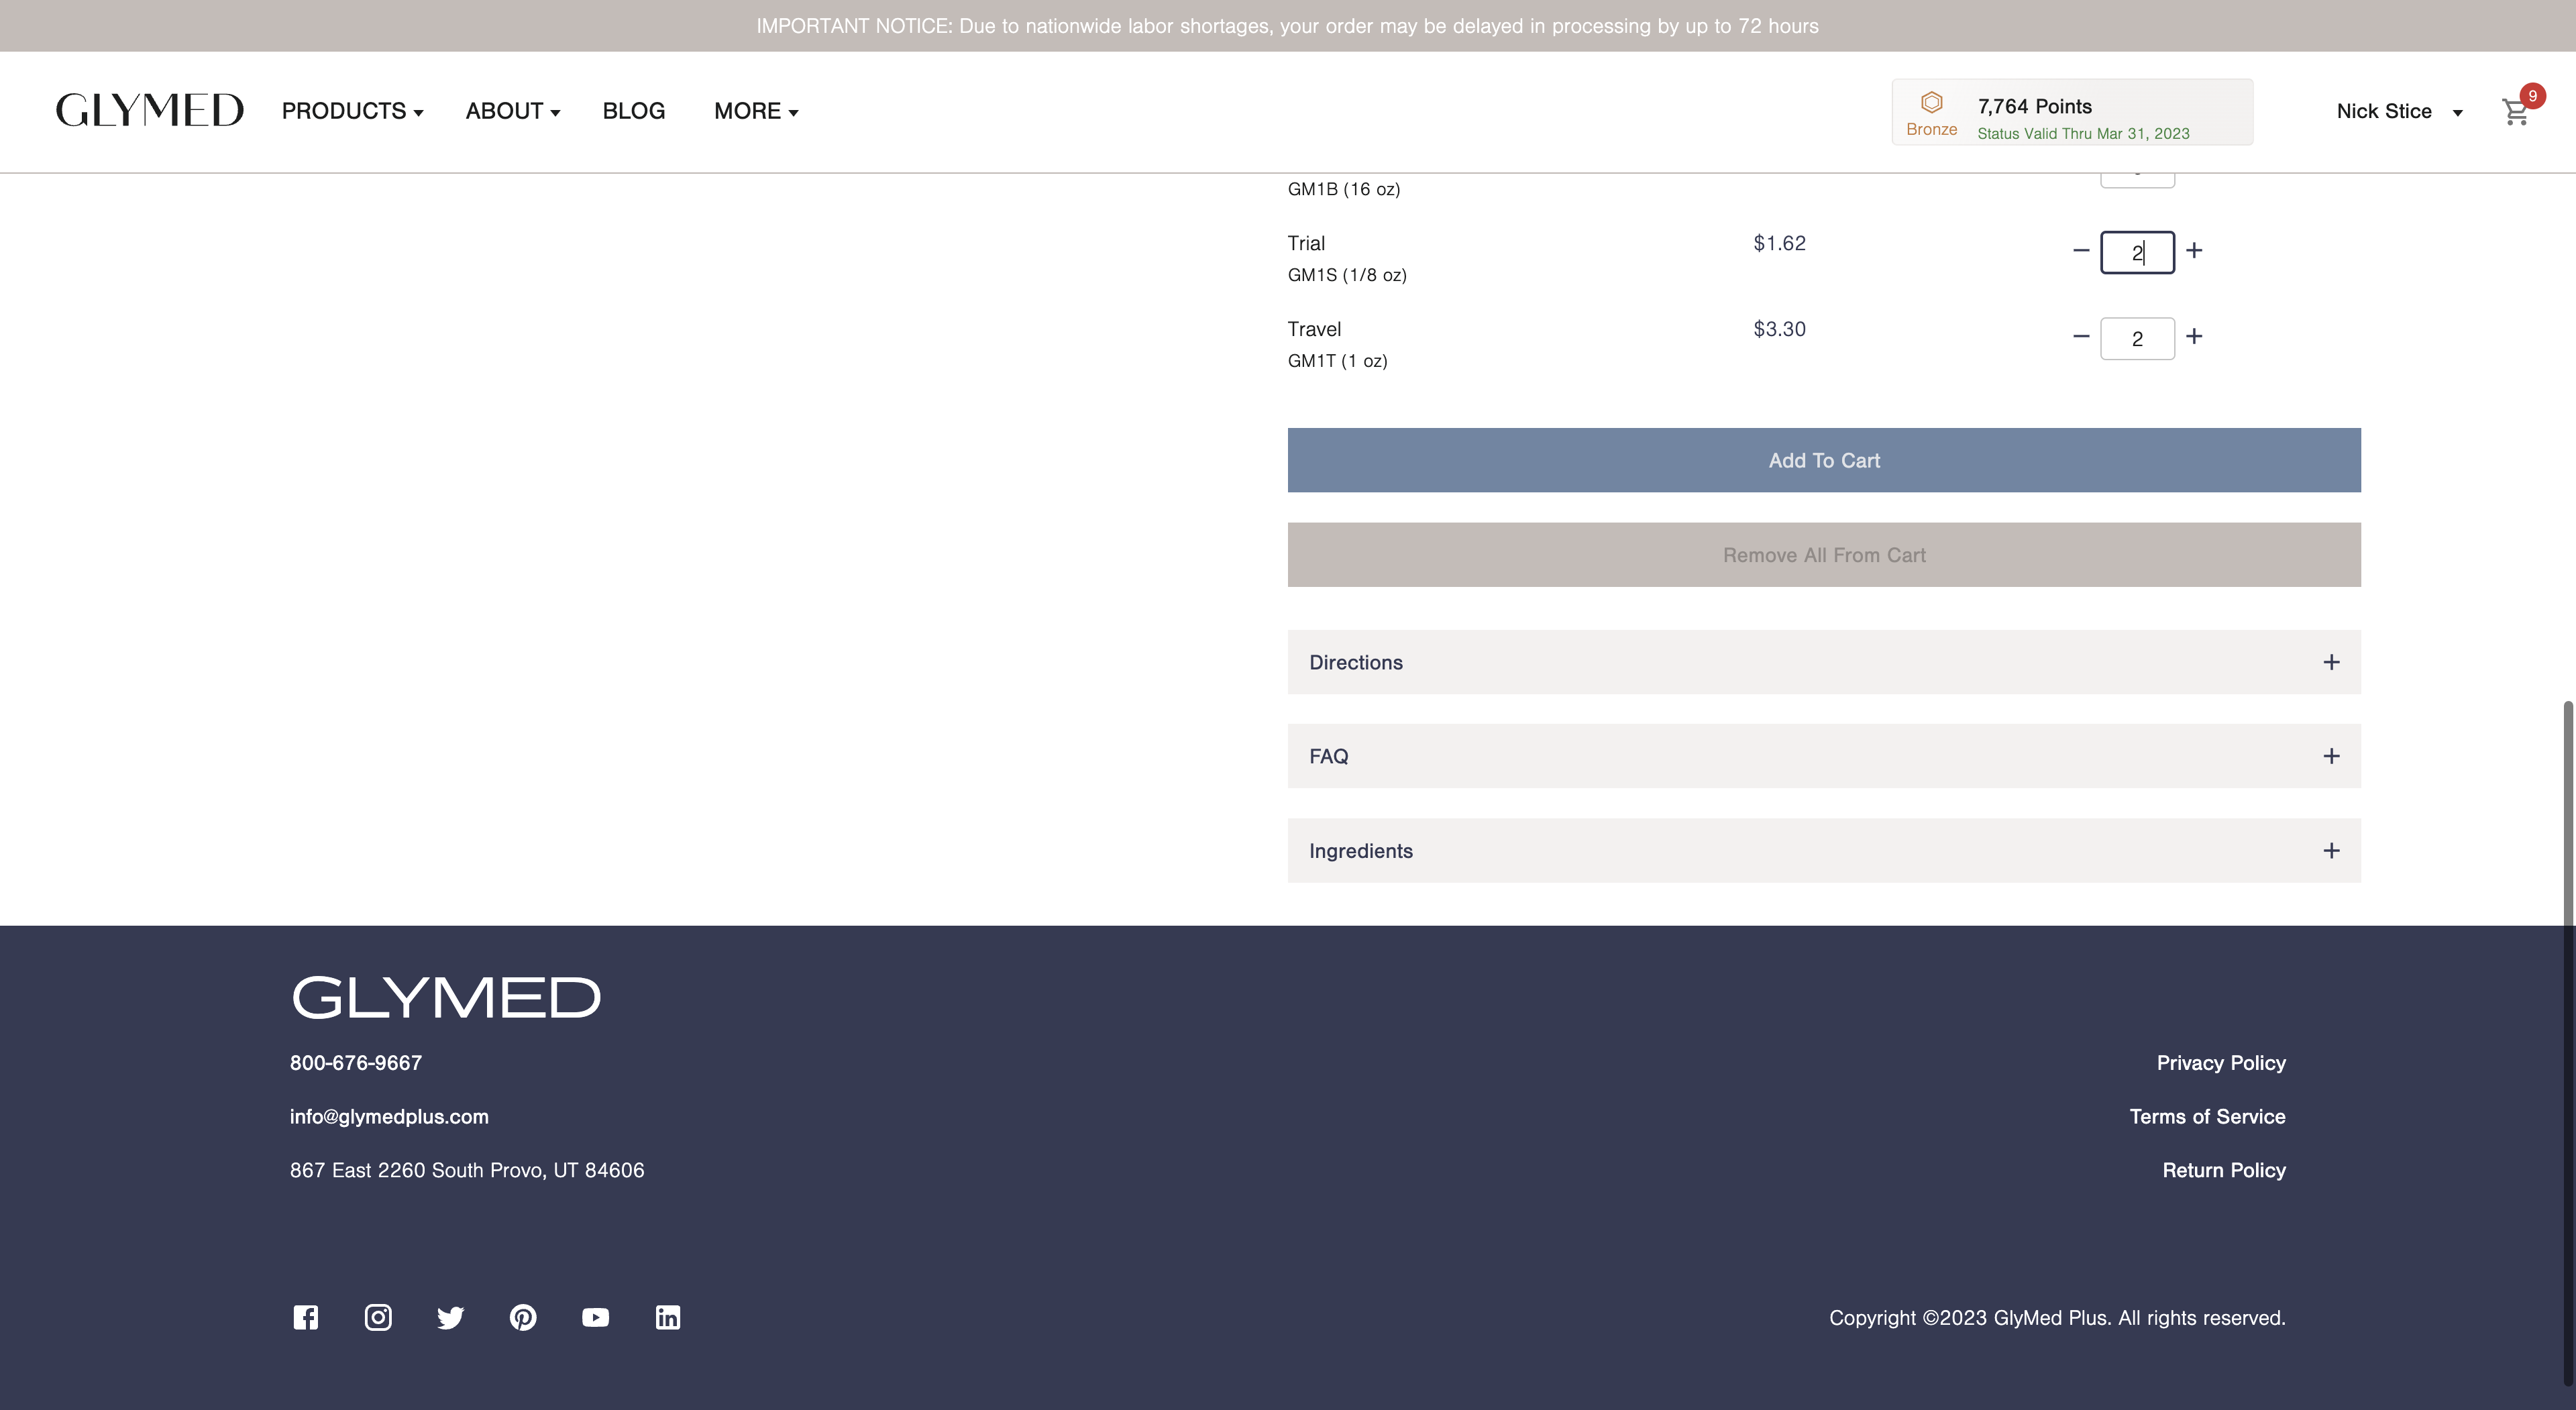 IMPORTANT NOTICE: Due to nationwide labor shortages, your order may be delayed in processing by up to 72 hours
GLYMED
PRODUCTS
ABOUT
BLOG
MORE
Bronze
7,764 Points
Status Valid Thru Mar 31, 2023
Nick Stice
9
GM1B (16 oz)
Trial
$1.62
2
GM1S (1/8 oz)
Travel
$3.30
2
GM1T (1 oz)
Add To Cart
Remove All From Cart
Directions
FAQ
Ingredients
GLYMED
800-676-9667
info@glymedplus.com
867 East 2260 South Provo, UT 84606
Privacy Policy
Terms of Service
Return Policy
Copyright ©2023 GlyMed Plus. All rights reserved.